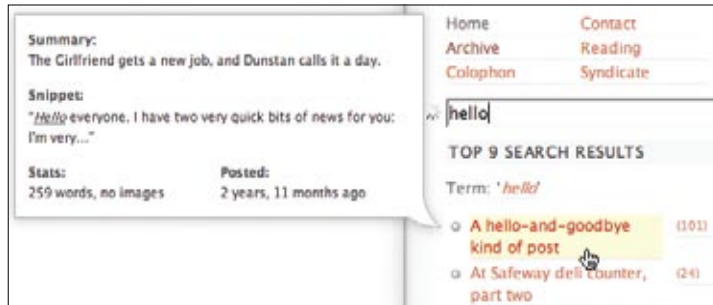 Summary:
The Girlfriend gets a new job, and Dunstan calls it a day.
Snippet:
"Hello everyone. I have two very quick bits of news for you:
I'm very..."
Stats:
259 words, no images
Posted:
2 years, 11 months ago
Home
Contact
Archive
Reading
Colophon
Syndicate
hello
TOP 9 SEARCH RESULTS
Term: 'hello'
A hello-and-goodbye
kind of post
(101)
At Safeway deli counter,
part two
(24)